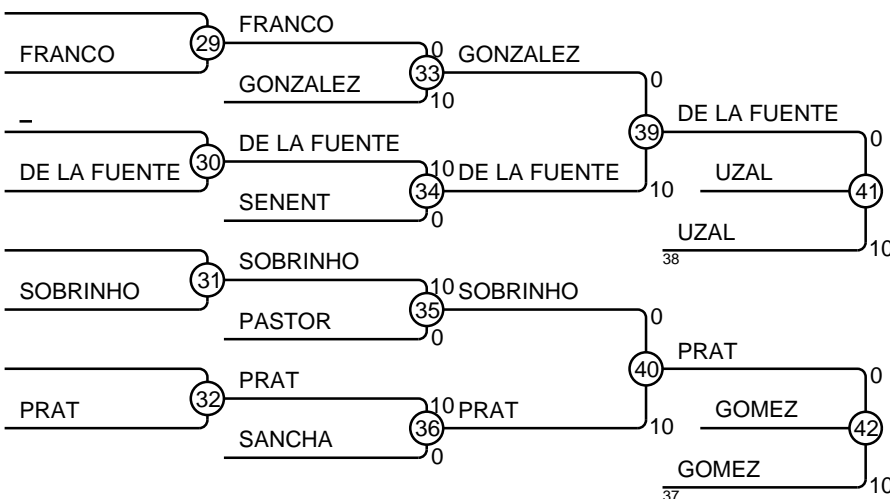 FRANCO
29
FRANCO
0
GONZALEZ
33
GONZALEZ
10
0
–
39
DE LA FUENTE
0
DE LA FUENTE
30
DE LA FUENTE
10
DE LA FUENTE
34
SENENT
0
10
UZAL
41
UZAL
38
10
SOBRINHO
31
SOBRINHO
10
SOBRINHO
35
PASTOR
0
0
40
PRAT
0
PRAT
32
PRAT
10
PRAT
36
SANCHA
0
10
GOMEZ
42
GOMEZ
37
10